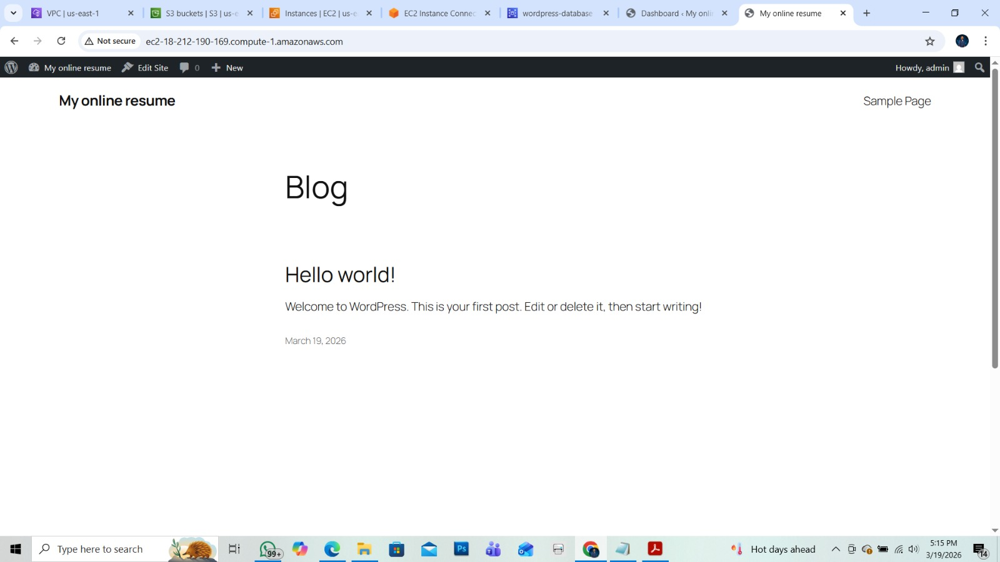 VPC | us-east-1
S3 buckets | S3 | us-e
Instances | EC2 | us-e
EC2 Instance Connec
wordpress-database
Dashboard ‹ My onli
My online resume
Not secure
ec2-18-212-190-169.compute-1.amazonaws.com
My online resume
Edit Site
0
New
Howdy, admin
My online resume
Sample Page
Blog
Hello world!
Welcome to WordPress. This is your first post. Edit or delete it, then start writing!
March 19, 2026
Type here to search
99+
Ps
Hot days ahead
5:15 PM
3/19/2026
14